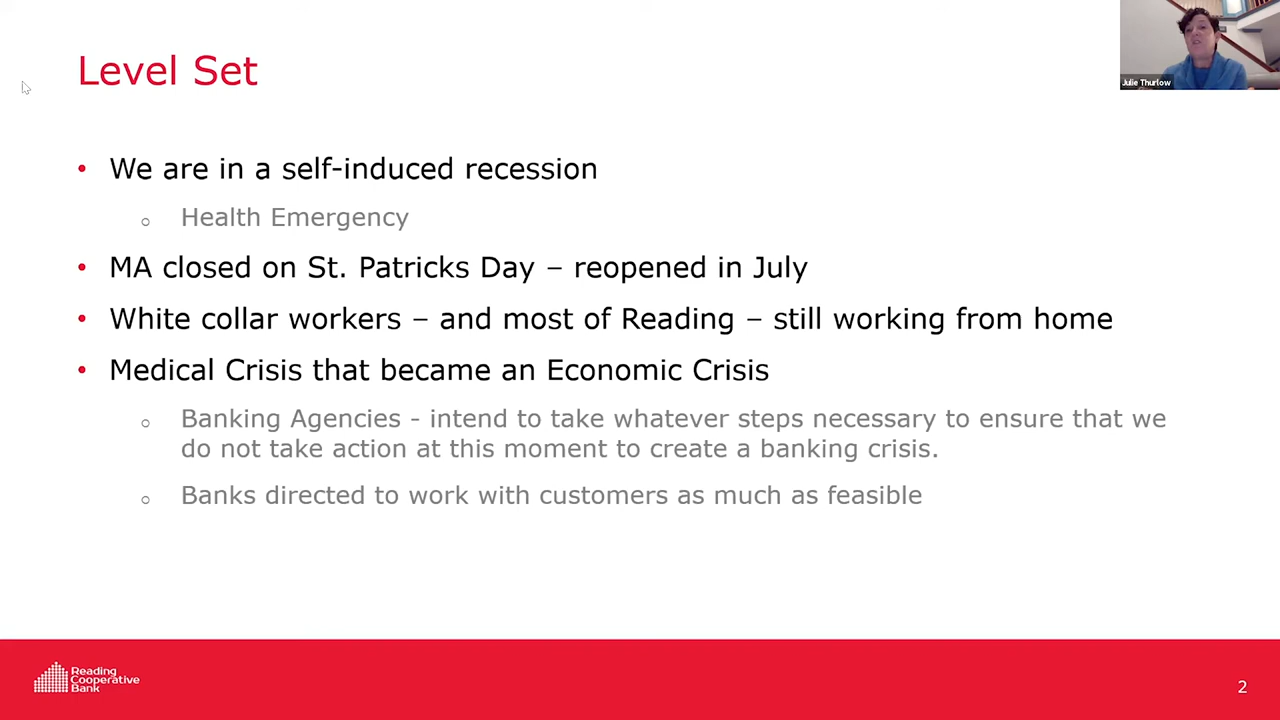 Level Set
Julie Thurlow
• We are in a self-induced recession
○ Health Emergency
• MA closed on St. Patricks Day – reopened in July
• White collar workers – and most of Reading – still working from home
• Medical Crisis that became an Economic Crisis
○ Banking Agencies - intend to take whatever steps necessary to ensure that we
do not take action at this moment to create a banking crisis.
○ Banks directed to work with customers as much as feasible
Reading
Cooperative
Bank
2